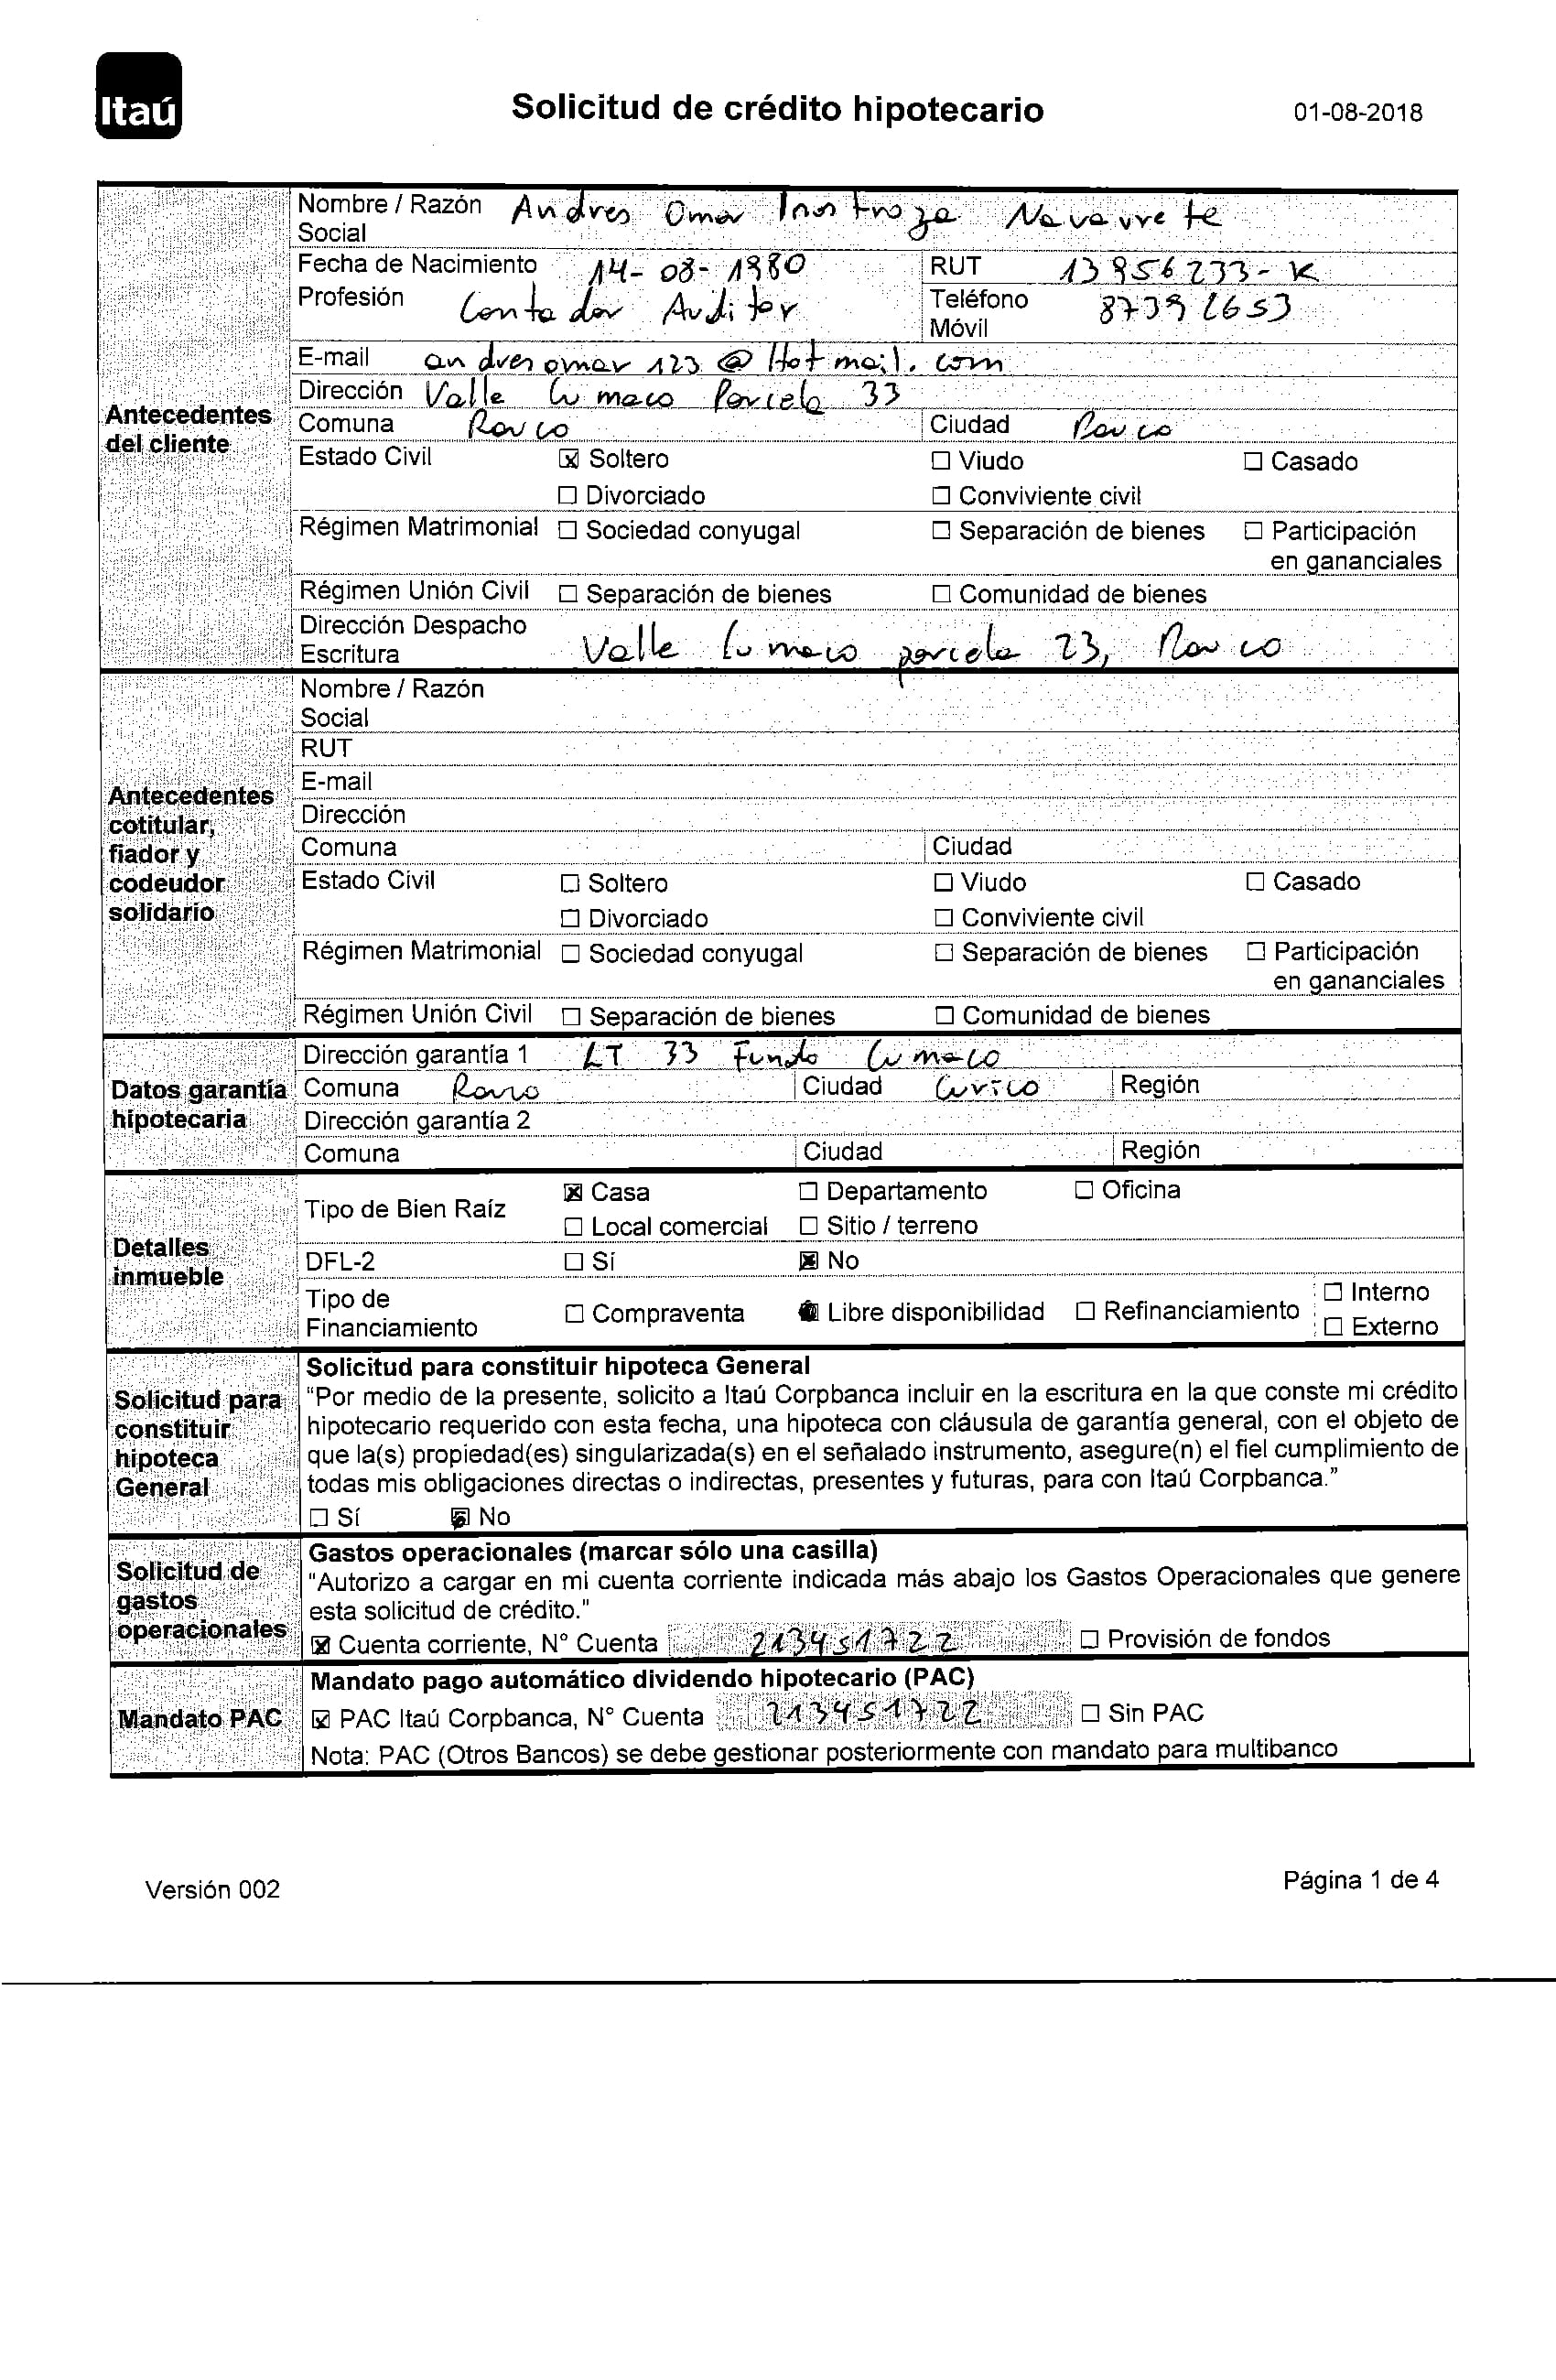 Itaú
Solicitud de crédito hipotecario 01-08-2018
Nombre / Razón Andres Omar Inostroza Navarrete
Social
Fecha de Nacimiento 14-08-1980 RUT 13956233-K
Profesión Contador Auditor Teléfono 87392653
Móvil
E-mail andresomar123@Hotmail.com
Dirección Valle Cumaco Parcela 33
Comuna Rauco Ciudad Rauco
Antecedentes
del cliente
Estado Civil ☒ Soltero ☐ Viudo ☐ Casado
☐ Divorciado ☐ Conviviente civil
Régimen Matrimonial ☐ Sociedad conyugal ☐ Separación de bienes ☐ Participación
en gananciales
Régimen Unión Civil ☐ Separación de bienes ☐ Comunidad de bienes
Dirección Despacho
Escritura Valle Cumaco parcela 23, Rauco
Nombre / Razón
Social
RUT
E-mail
Dirección
Comuna Ciudad
Antecedentes
cotitular,
fiador y
codeudor
solidario
Estado Civil ☐ Soltero ☐ Viudo ☐ Casado
☐ Divorciado ☐ Conviviente civil
Régimen Matrimonial ☐ Sociedad conyugal ☐ Separación de bienes ☐ Participación
en gananciales
Régimen Unión Civil ☐ Separación de bienes ☐ Comunidad de bienes
Datos garantía
hipotecaria
Dirección garantía 1 LT 33 Fundo Cumaco
Comuna Rauco Ciudad Curico Región
Dirección garantía 2
Comuna Ciudad Región
Detalles
inmueble
Tipo de Bien Raíz ☒ Casa ☐ Departamento ☐ Oficina
☐ Local comercial ☐ Sitio / terreno
DFL-2 ☐ Sí ☒ No
Tipo de
Financiamiento ☐ Compraventa ☒ Libre disponibilidad ☐ Refinanciamiento ☐ Interno
☐ Externo
Solicitud para
constituir
hipoteca
General
Solicitud para constituir hipoteca General
"Por medio de la presente, solicito a Itaú Corpbanca incluir en la escritura en la que conste mi crédito
hipotecario requerido con esta fecha, una hipoteca con cláusula de garantía general, con el objeto de
que la(s) propiedad(es) singularizada(s) en el señalado instrumento, asegure(n) el fiel cumplimiento de
todas mis obligaciones directas o indirectas, presentes y futuras, para con Itaú Corpbanca."
☐ Sí ☒ No
Solicitud de
gastos
operacionales
Gastos operacionales (marcar sólo una casilla)
"Autorizo a cargar en mi cuenta corriente indicada más abajo los Gastos Operacionales que genere
esta solicitud de crédito."
☒ Cuenta corriente, N° Cuenta 213451722 ☐ Provisión de fondos
Mandato PAC
Mandato pago automático dividendo hipotecario (PAC)
☒ PAC Itaú Corpbanca, N° Cuenta 213451722 ☐ Sin PAC
Nota: PAC (Otros Bancos) se debe gestionar posteriormente con mandato para multibanco
Versión 002 Página 1 de 4